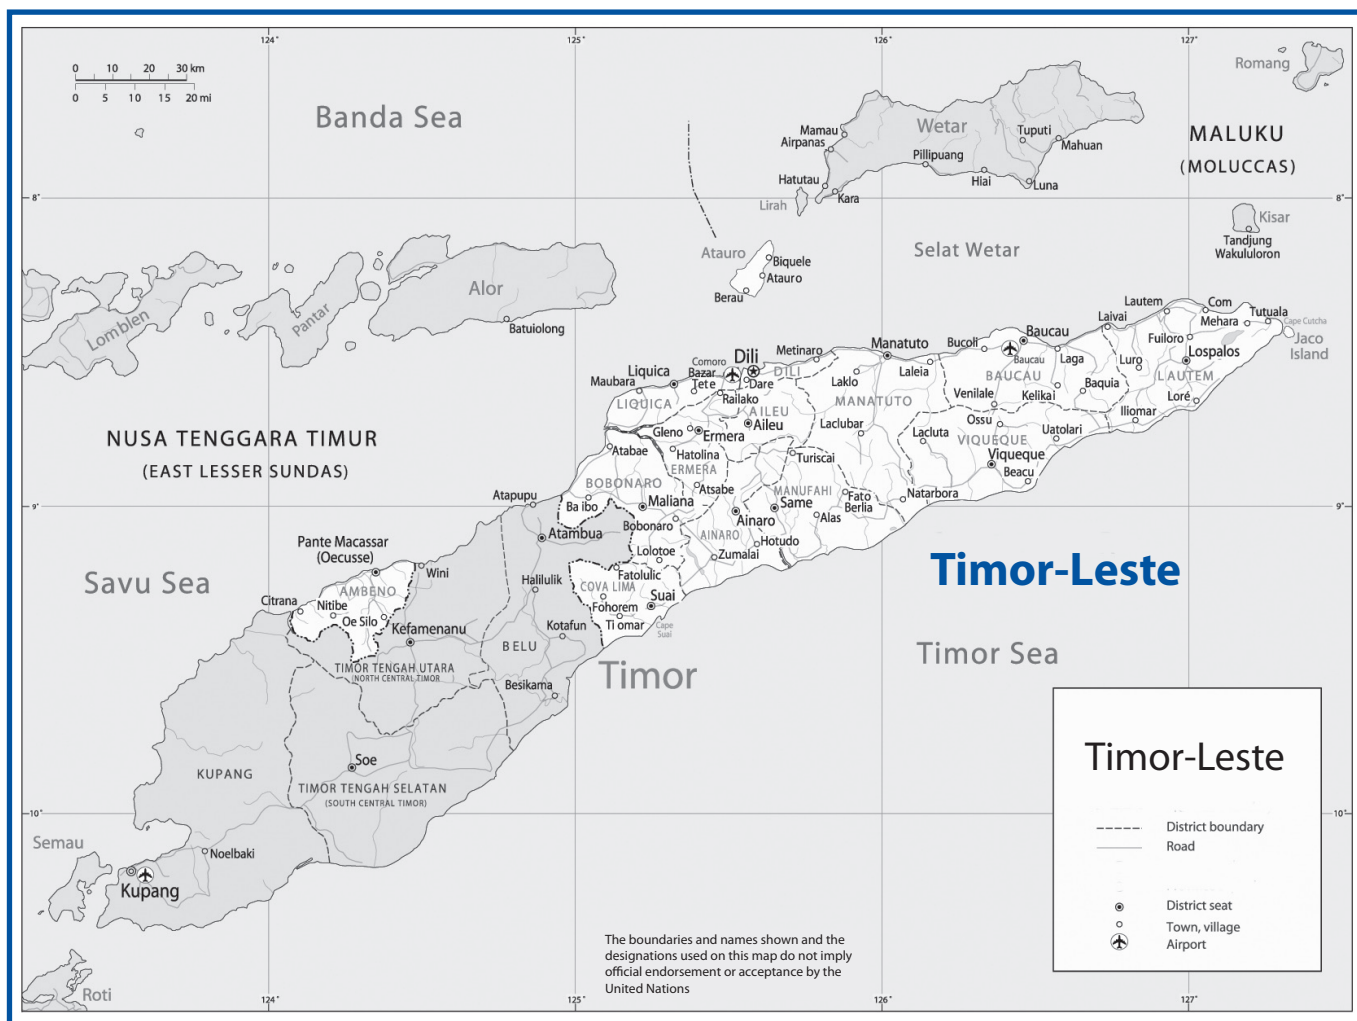 124°
125°
126°
127°
0 10 20 30 km
0 5 10 15 20 mi
Banda Sea
Romang
Wetar
Mamau
Airpanas
Tuputi
Mahuan
Pillipuang
MALUKU
(MOLUCCAS)
Hatutau
Hiai
Luna
8°
8°
Lirah
Kara
Kisar
Tandjung
Wakululoron
Atauro
Selat Wetar
Biquele
Atauro
Berau
Alor
Pantar
Lomblen
Batuiolong
Lautem
Com
Tutuala
Laivai
Mehara
Cape Cutcha
Jaco
Island
Baucau
Manatuto
Bucoli
Fuiloro
Metinaro
Dili
Comoro
Bazar
Laleia
Baucau
Laga
Luro
Lospalos
Liquica
DILI
BAUCAU
LAUTEM
Maubara
Tete
Dare
Laklo
Railako
Venilale
Kelikai
Baquia
Loré
LIQUICA
AILEU
MANATUTO
Iliomar
Gleno
Ermera
Aileu
Laclubar
Ossu
Lacluta
Uatolari
VIQUEQUE
Viqueque
NUSA TENGGARA TIMUR
(EAST LESSER SUNDAS)
Atabae
Hatolina
ERMERA
Turiscai
Beacu
BOBONARO
Atsabe
MANUFAHI
Atapupu
Ba ibo
Maliana
Same
Fato
Berlia
Natarbora
9°
9°
Bobonaro
Ainaro
Alas
Atambua
AINARO
Hotudo
Lolotoe
Zumalai
Pante Macassar
(Oecusse)
Timor-Leste
Savu Sea
Wini
Halilulik
Fatolulic
COVA LIMA
AMBENO
Citrana
Nitibe
Oe Silo
Fohorem
Suai
Ti omar
Cape
Suai
Kefamenanu
Kotafun
BELU
Timor
Timor Sea
TIMOR TENGAH UTARA
(NORTH CENTRAL TIMOR
Besikama
Timor-Leste
Soe
KUPANG
TIMOR TENGAH SELATAN
(SOUTH CENTRAL TIMOR)
10°
10°
District boundary
Road
Semau
Noelbaki
Kupang
District seat
Town, village
Airport
The boundaries and names shown and the
designations used on this map do not imply
official endorsement or acceptance by the
United Nations
Roti
124°
125°
126°
127°